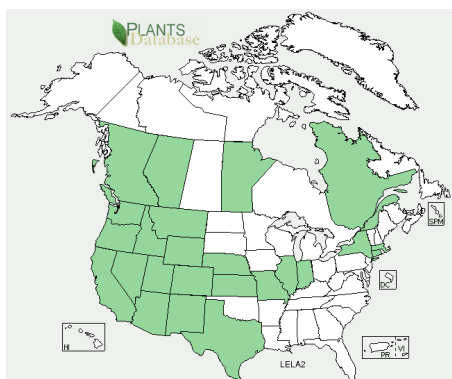 PLANTS
Database
SPM
DC
HI
PR
VI
LELA2